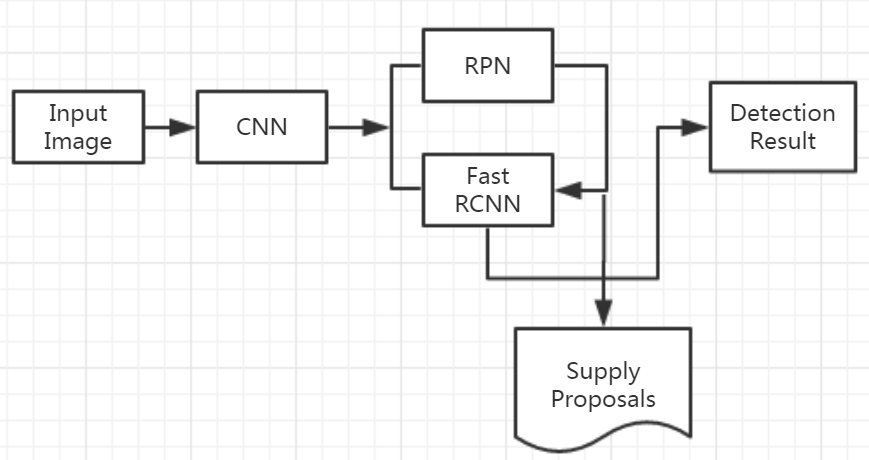 Input
Image
CNN
RPN
Fast
RCNN
Detection
Result
Supply
Proposals